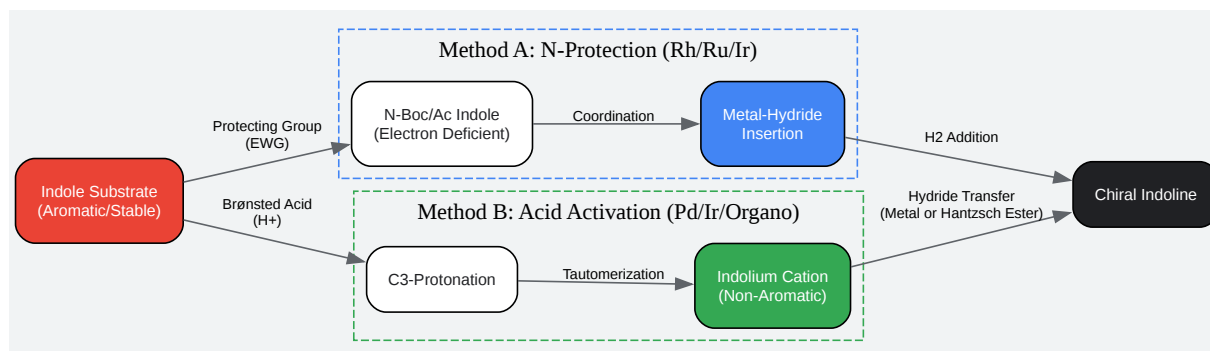 Method A: N-Protection (Rh/Ru/Ir)
Protecting Group
(EWG)
N-Boc/Ac Indole
(Electron Deficient)
Coordination
Metal-Hydride
Insertion
H2 Addition
Indole Substrate
(Aromatic/Stable)
Chiral Indoline
Brønsted Acid
(H+)
Method B: Acid Activation (Pd/Ir/Organo)
Hydride Transfer
(Metal or Hantzsch Ester)
C3-Protonation
Tautomerization
Indolium Cation
(Non-Aromatic)